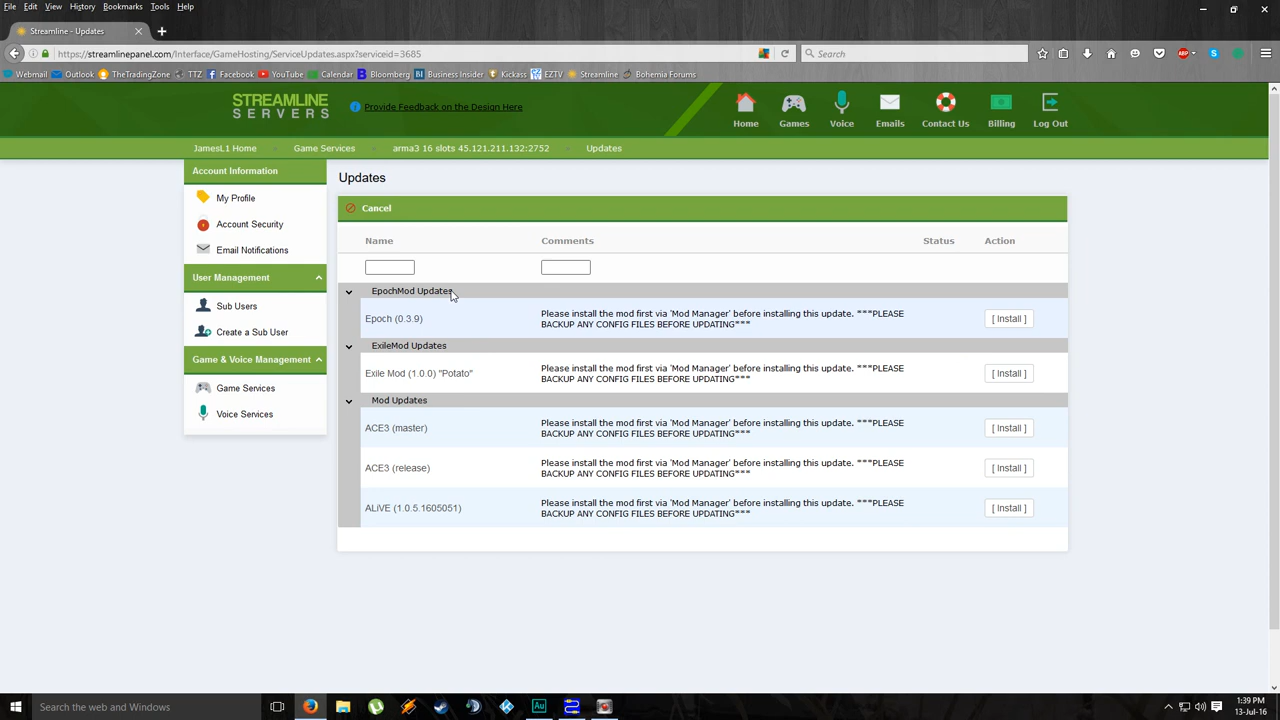 File Edit View History Bookmarks Tools Help
Streamline - Updates
https://streamlinepanel.com/Interface/GameHosting/ServiceUpdates.aspx?serviceid=3685
Search
Webmail Outlook TheTradingZone TTZ Facebook YouTube Calendar Bloomberg Business Insider Kickass EZTV Streamline Bohemia Forums
STREAMLINE
SERVERS
Provide Feedback on the Design Here
Home Games Voice Emails Contact Us Billing Log Out
JamesL1 Home Game Services arma3 16 slots 45.121.211.132:2752 Updates
Account Information
My Profile
Account Security
Email Notifications
User Management
Sub Users
Create a Sub User
Game & Voice Management
Game Services
Voice Services
Updates
Cancel
Name Comments Status Action
EpochMod Updates
Epoch (0.3.9) Please install the mod first via 'Mod Manager' before installing this update. ***PLEASE [ Install ]
BACKUP ANY CONFIG FILES BEFORE UPDATING***
ExileMod Updates
Exile Mod (1.0.0) "Potato" Please install the mod first via 'Mod Manager' before installing this update. ***PLEASE [ Install ]
BACKUP ANY CONFIG FILES BEFORE UPDATING***
Mod Updates
ACE3 (master) Please install the mod first via 'Mod Manager' before installing this update. ***PLEASE [ Install ]
BACKUP ANY CONFIG FILES BEFORE UPDATING***
ACE3 (release) Please install the mod first via 'Mod Manager' before installing this update. ***PLEASE [ Install ]
BACKUP ANY CONFIG FILES BEFORE UPDATING***
ALiVE (1.0.5.1605051) Please install the mod first via 'Mod Manager' before installing this update. ***PLEASE [ Install ]
BACKUP ANY CONFIG FILES BEFORE UPDATING***
Search the web and Windows
1:39 PM
13-Jul-16